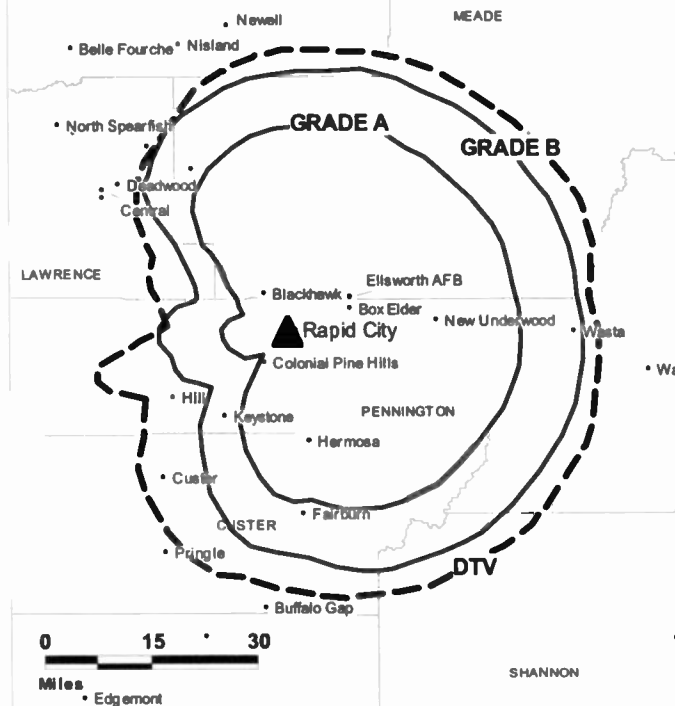 Newell
MEADE
Belle Fourche
Nisland
GRADE A
North Spearfish
GRADE B
Deadwood
Central
LAWRENCE
Ellsworth AFB
Blackhawk
Box Elder
New Underwood
Rapid City
Wasta
Colonial Pine Hills
Wa
Hill
Keystone
PENNINGTON
Hermosa
Custer
Fairburn
CUSTER
Pringle
DTV
Buffalo Gap
0 15 30
Miles
SHANNON
Edgemont